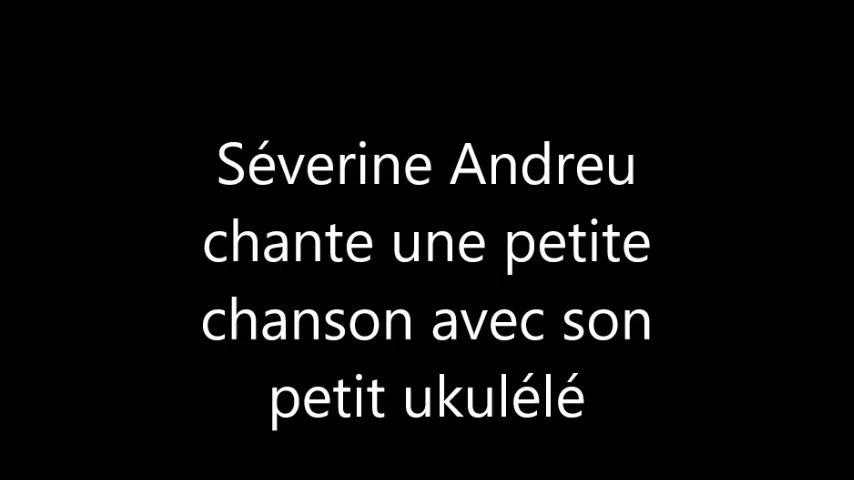 Séverine Andreu
chante une petite
chanson avec son
petit ukulélé